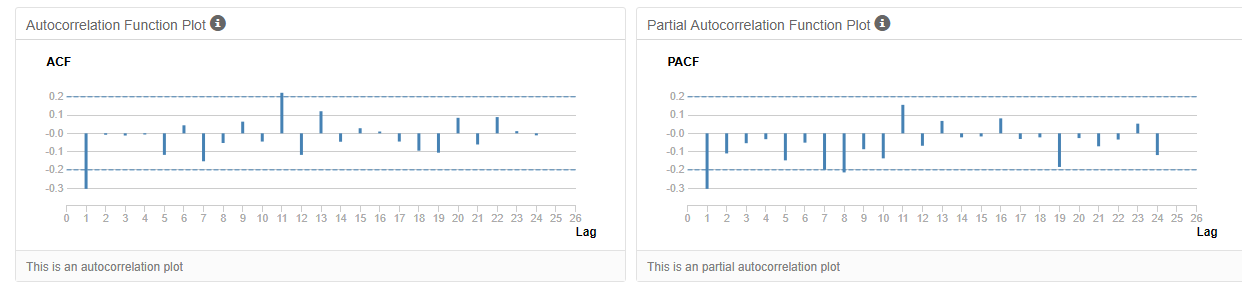 Autocorrelation Function Plot
ACF
0.2
0.1
-0.0
-0.1
-0.2
-0.3
0 1 2 3 4 5 6 7 8 9 10 11 12 13 14 15 16 17 18 19 20 21 22 23 24 25 26
Lag
This is an autocorrelation plot
Partial Autocorrelation Function Plot
PACF
0.2
0.1
-0.0
-0.1
-0.2
-0.3
0 1 2 3 4 5 6 7 8 9 10 11 12 13 14 15 16 17 18 19 20 21 22 23 24 25 26
Lag
This is an partial autocorrelation plot